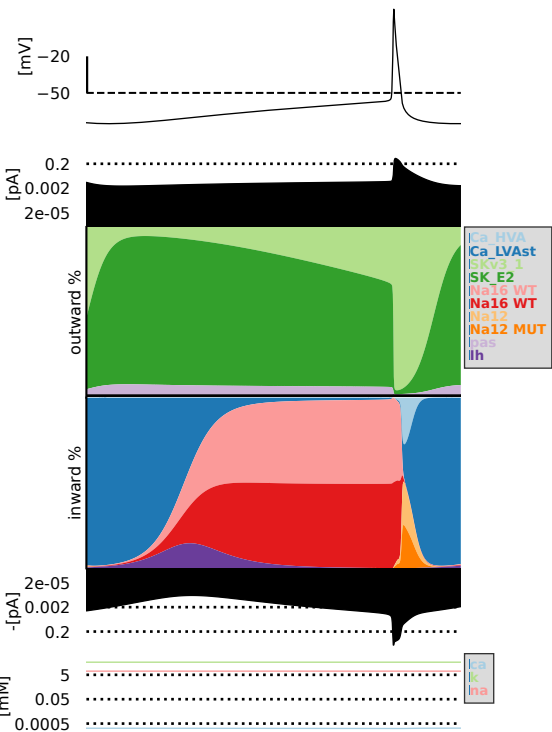 [mV]
−20
−50
[pA]
0.2
0.002
2e-05
outward %
Ca_HVA
Ca_LVAst
SKv3_1
SK_E2
Na16 WT
Na16 WT
Na12
Na12 MUT
pas
Ih
inward %
-[pA]
2e-05
0.002
0.2
[mM]
5
0.05
0.0005
ca
k
na